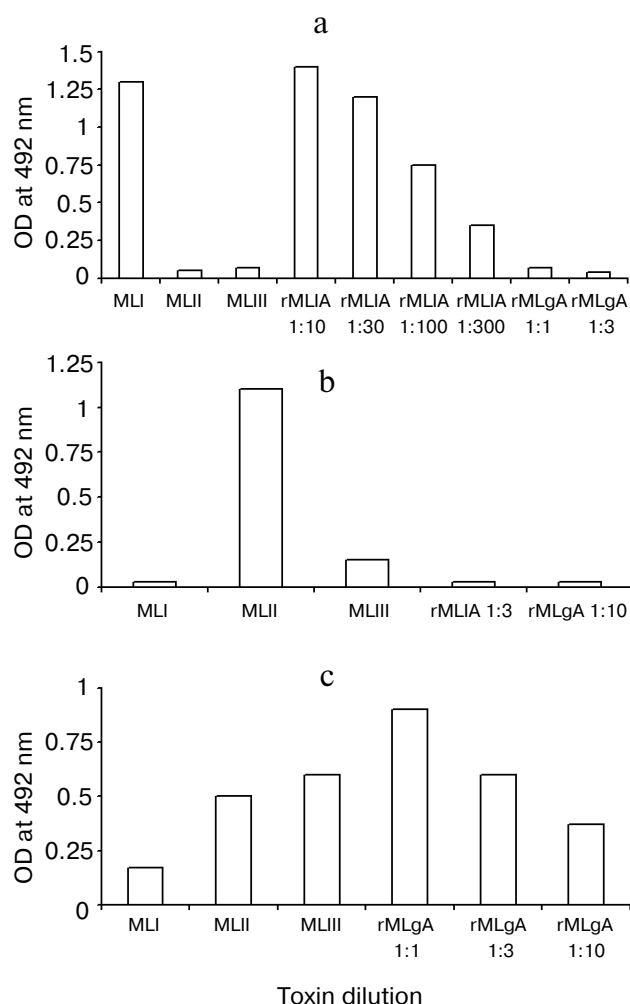 a
OD at 492 nm
1.5
1.25
1
0.75
0.5
0.25
0
MLI MLII MLIII rMLIA rMLIA rMLIA rMLIA rMLgA rMLgA
1:10 1:30 1:100 1:300 1:1 1:3
b
OD at 492 nm
1.25
1
0.75
0.5
0.25
0
MLI MLII MLIII rMLIA 1:3 rMLgA 1:10
c
OD at 492 nm
1
0.75
0.5
0.25
0
MLI MLII MLIII rMLgA rMLgA rMLgA
1:1 1:3 1:10
Toxin dilution